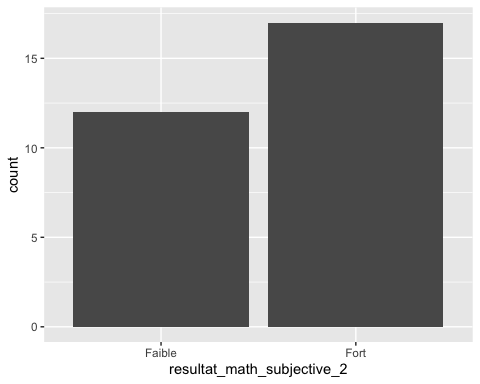 15
10
5
0
count
Faible Fort
resultat_math_subjective_2